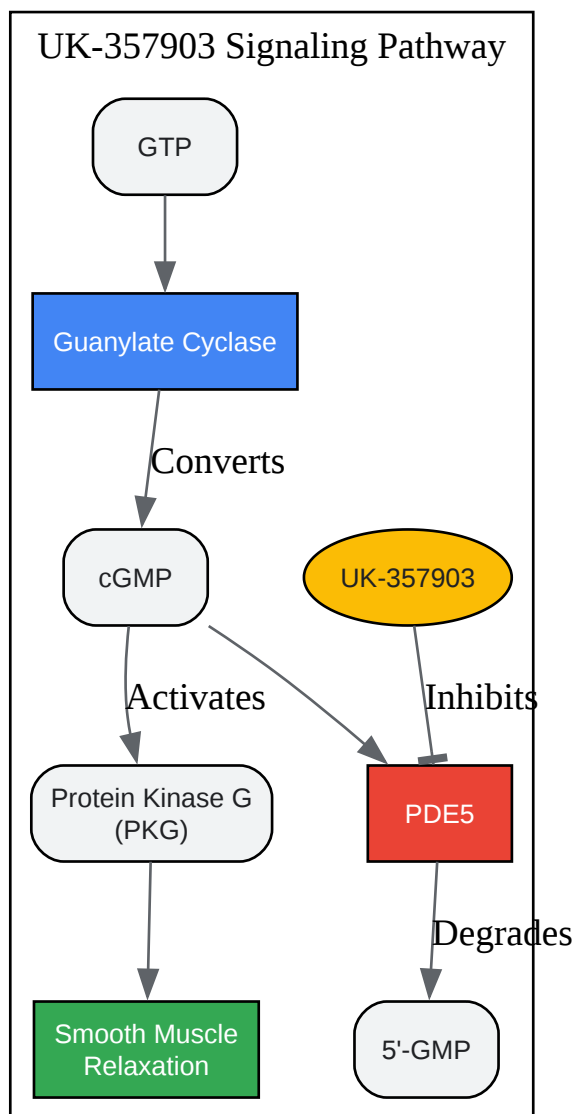 UK-357903 Signaling Pathway
GTP
Guanylate Cyclase
Converts
cGMP
UK-357903
Activates
Inhibits
Protein Kinase G
(PKG)
PDE5
Degrades
Smooth Muscle
Relaxation
5'-GMP